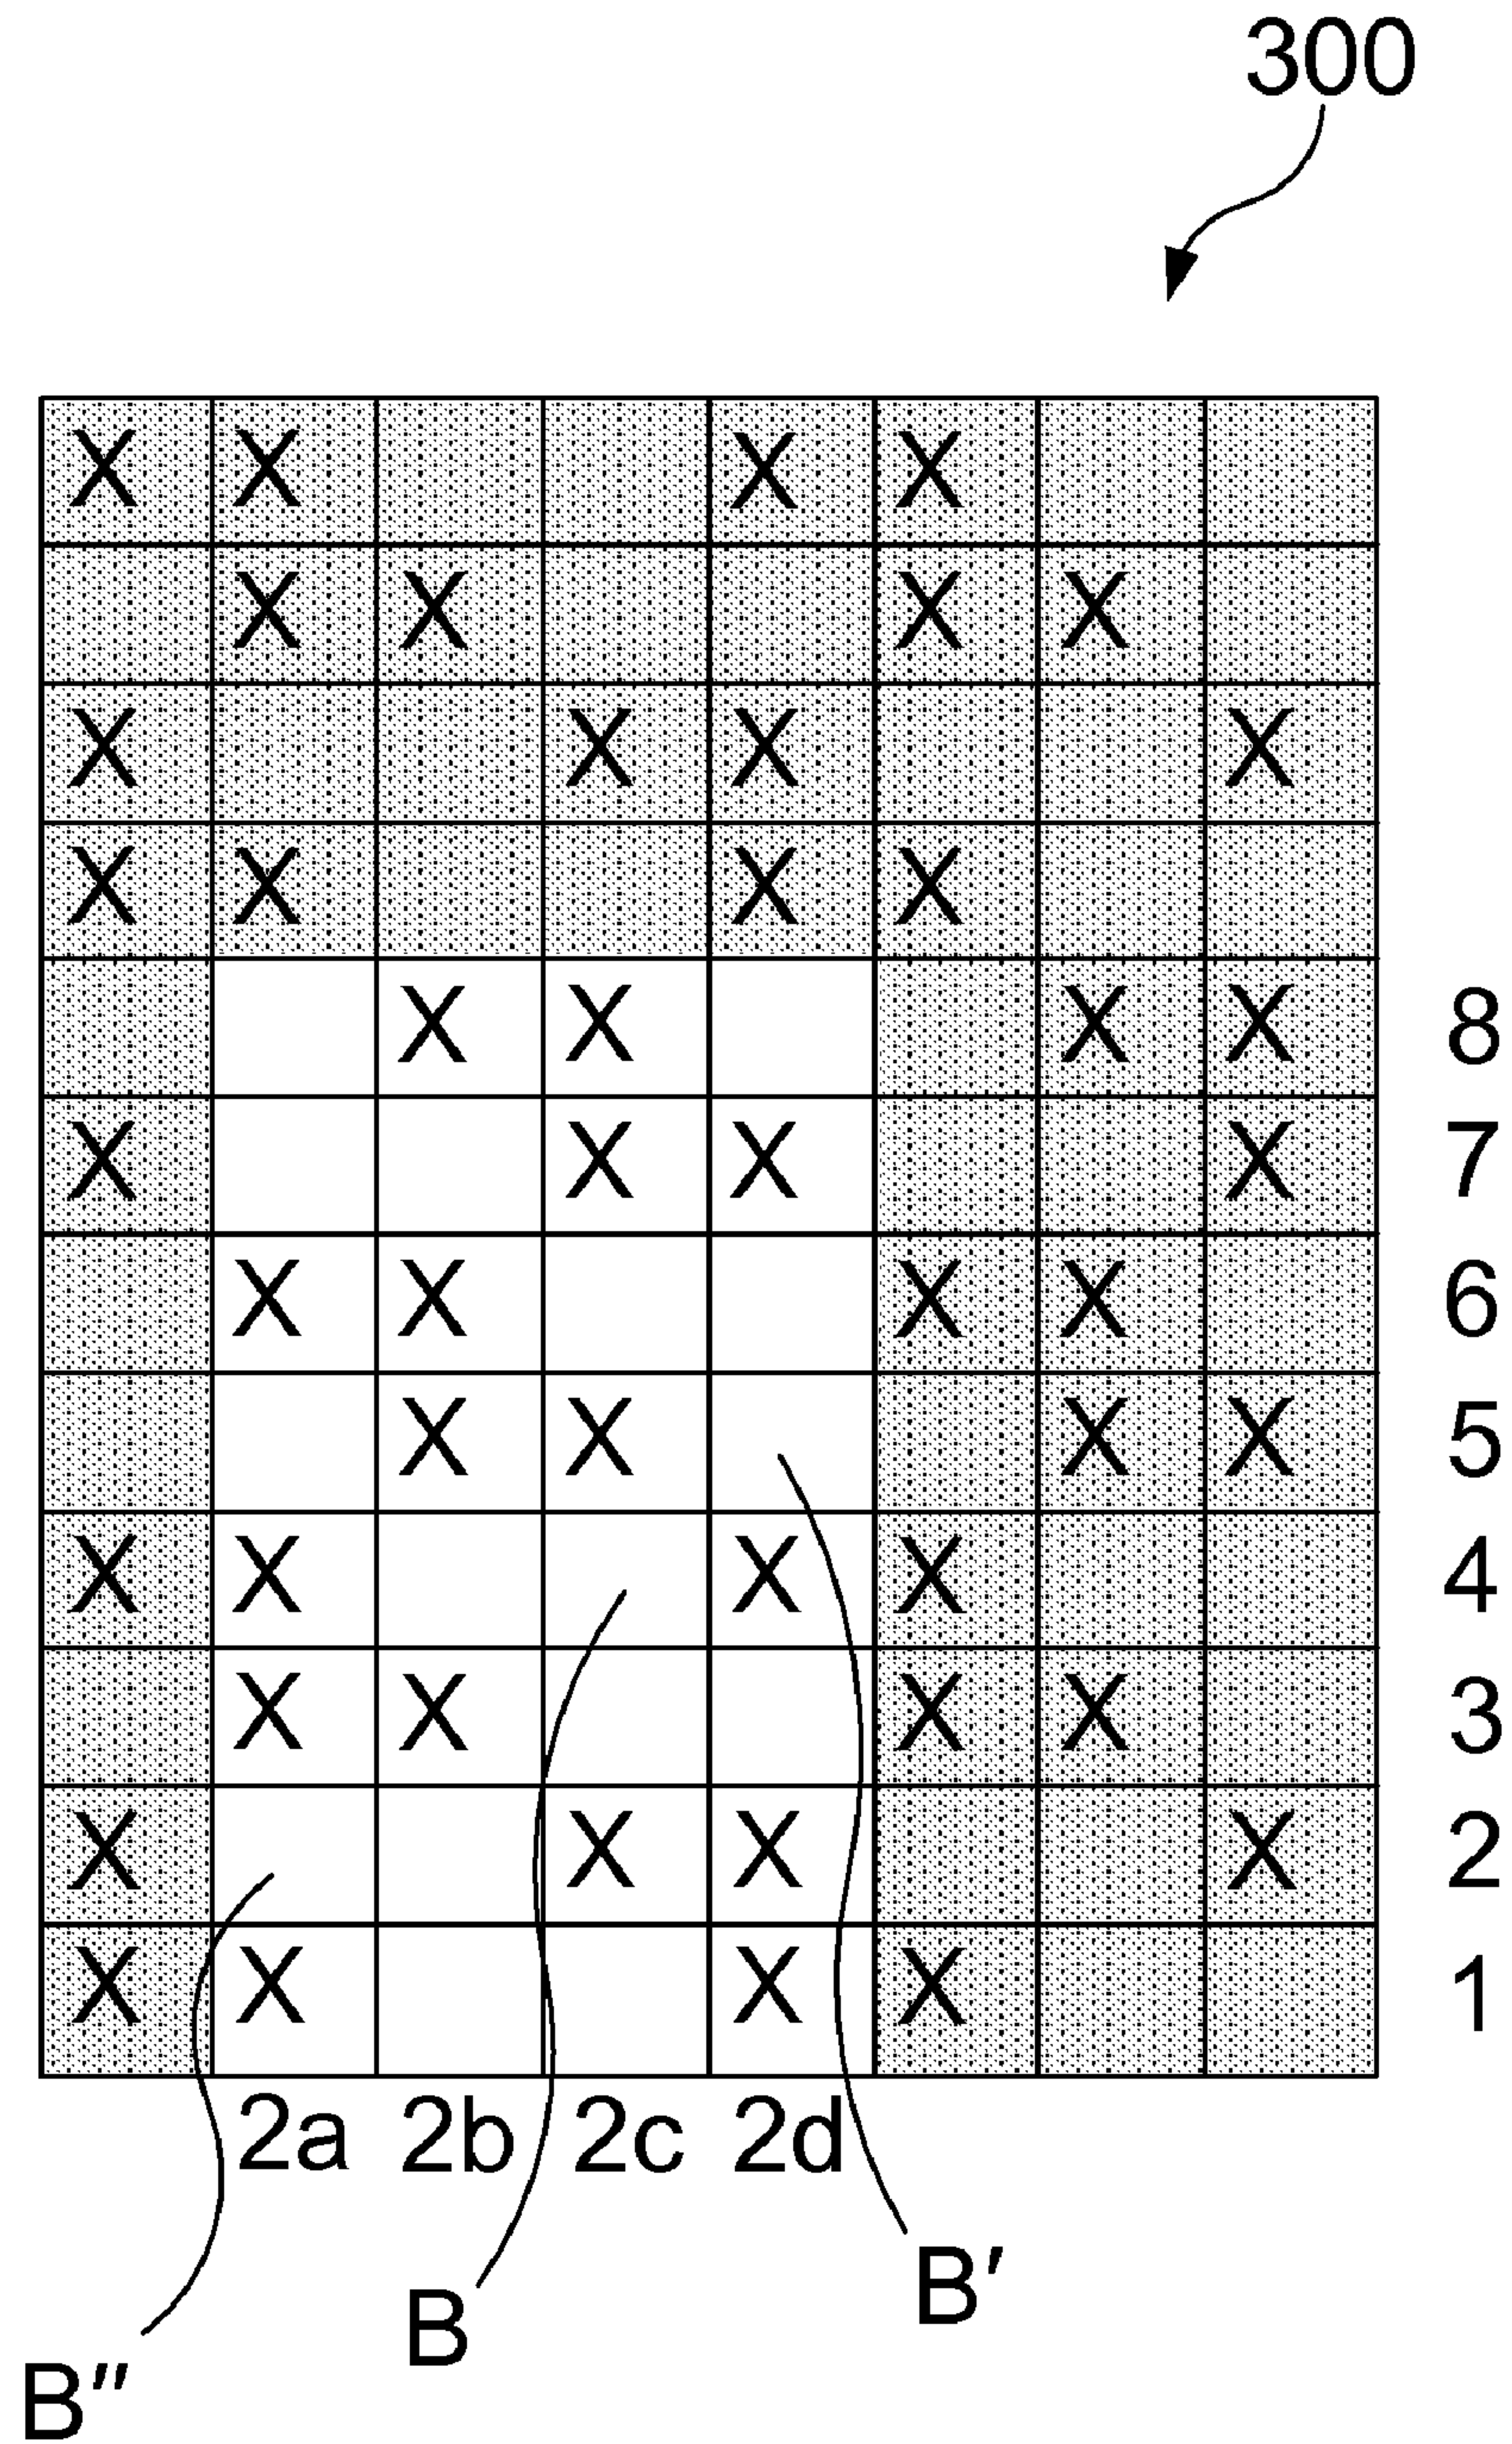 300
X X X X
X X X X
X X X X
X X X X
X X X X 8
X X X X 7
X X X X 6
X X X X 5
X X X X 4
X X X X 3
X X X X 2
X X X X 1
2a 2b 2c 2d
B′
B
B″